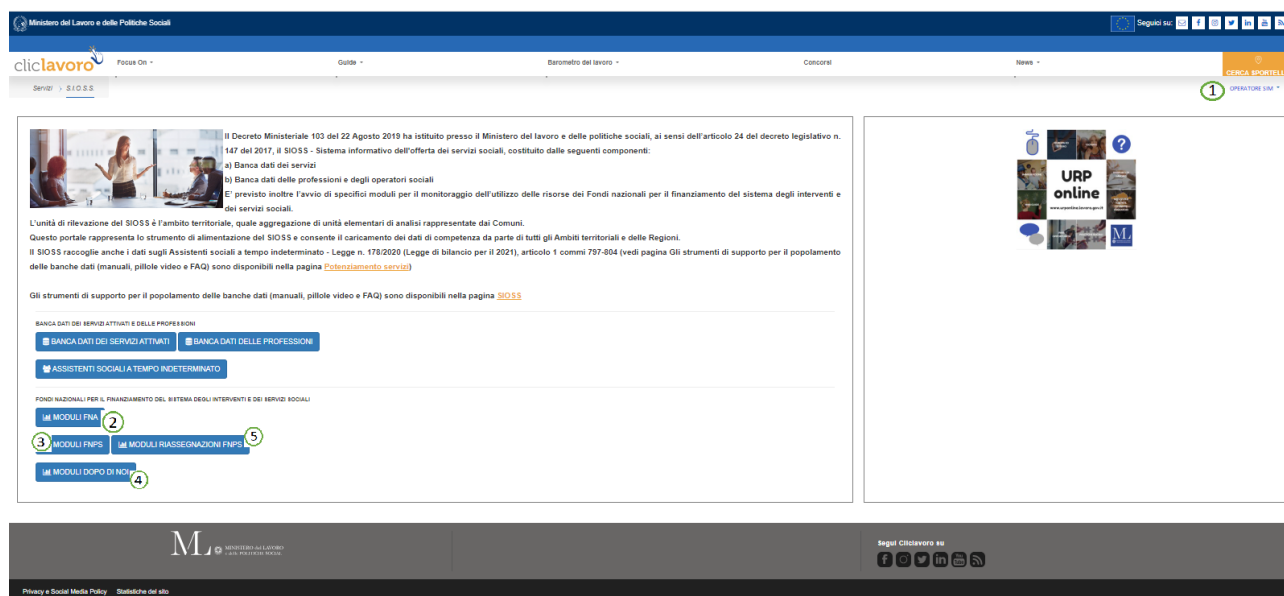 Ministero del Lavoro e delle Politiche Sociali
Seguici su:
cliclavoro
Focus On
Guide
Barometro del lavoro
Concorsi
News
CERCA SPORTELL
Servizi > S.I.O.S.S.
1
OPERATORE SIM
Il Decreto Ministeriale 103 del 22 Agosto 2019 ha istituito presso il Ministero del lavoro e delle politiche sociali, ai sensi dell'articolo 24 del decreto legislativo n.
147 del 2017, il SIOSS - Sistema informativo dell'offerta dei servizi sociali, costituito dalle seguenti componenti:
a) Banca dati dei servizi
b) Banca dati delle professioni e degli operatori sociali
E' previsto inoltre l'avvio di specifici moduli per il monitoraggio dell'utilizzo delle risorse dei Fondi nazionali per il finanziamento del sistema degli interventi e
dei servizi sociali.
L'unità di rilevazione del SIOSS è l'ambito territoriale, quale aggregazione di unità elementari di analisi rappresentate dai Comuni.
Questo portale rappresenta lo strumento di alimentazione del SIOSS e consente il caricamento dei dati di competenza da parte di tutti gli Ambiti territoriali e delle Regioni.
Il SIOSS raccoglie anche i dati sugli Assistenti sociali a tempo indeterminato - Legge n. 178/2020 (Legge di bilancio per il 2021), articolo 1 commi 797-804 (vedi pagina Gli strumenti di supporto per il popolamento
delle banche dati (manuali, pillole video e FAQ) sono disponibili nella pagina Potenziamento servizi)
Gli strumenti di supporto per il popolamento delle banche dati (manuali, pillole video e FAQ) sono disponibili nella pagina SIOSS
BANCA DATI DEI SERVIZI ATTIVATI E DELLE PROFESSIONI
BANCA DATI DEI SERVIZI ATTIVATI
BANCA DATI DELLE PROFESSIONI
ASSISTENTI SOCIALI A TEMPO INDETERMINATO
FONDI NAZIONALI PER IL FINANZIAMENTO DEL SISTEMA DEGLI INTERVENTI E DEI SERVIZI SOCIALI
MODULI FNA
2
3
MODULI FNPS
MODULI RIASSEGNAZIONI FNPS
5
MODULI DOPO DI NOI
4
URP
online
www.urponline.lavoro.gov.it
ML
ML
MINISTERO del LAVORO
e delle POLITICHE SOCIALI
Segui Cliclavoro su
Privacy e Social Media Policy
Statistiche del sito